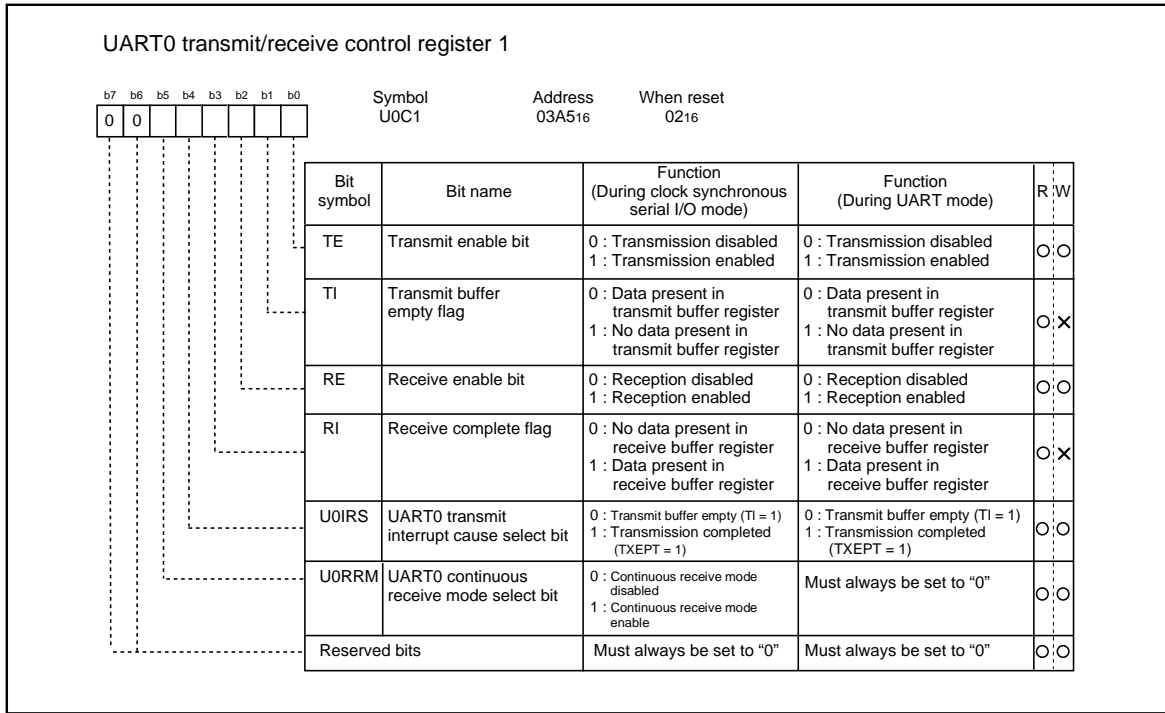 UART0 transmit/receive control register 1
b7 b6 b5 b4 b3 b2 b1 b0
0 0
Symbol Address When reset
U0C1 03A516 0216
Bit symbol
Bit name
Function
(During clock synchronous
serial I/O mode)
Function
(During UART mode)
R W
TE
Transmit enable bit
0 : Transmission disabled
1 : Transmission enabled
0 : Transmission disabled
1 : Transmission enabled
TI
Transmit buffer
empty flag
0 : Data present in
transmit buffer register
1 : No data present in
transmit buffer register
0 : Data present in
transmit buffer register
1 : No data present in
transmit buffer register
RE
Receive enable bit
0 : Reception disabled
1 : Reception enabled
0 : Reception disabled
1 : Reception enabled
RI
Receive complete flag
0 : No data present in
receive buffer register
1 : Data present in
receive buffer register
0 : No data present in
receive buffer register
1 : Data present in
receive buffer register
U0IRS
UART0 transmit
interrupt cause select bit
0 : Transmit buffer empty (TI = 1)
1 : Transmission completed
(TXEPT = 1)
0 : Transmit buffer empty (TI = 1)
1 : Transmission completed
(TXEPT = 1)
U0RRM
UART0 continuous
receive mode select bit
0 : Continuous receive mode
disabled
1 : Continuous receive mode
enable
Must always be set to “0”
Reserved bits
Must always be set to “0”
Must always be set to “0”